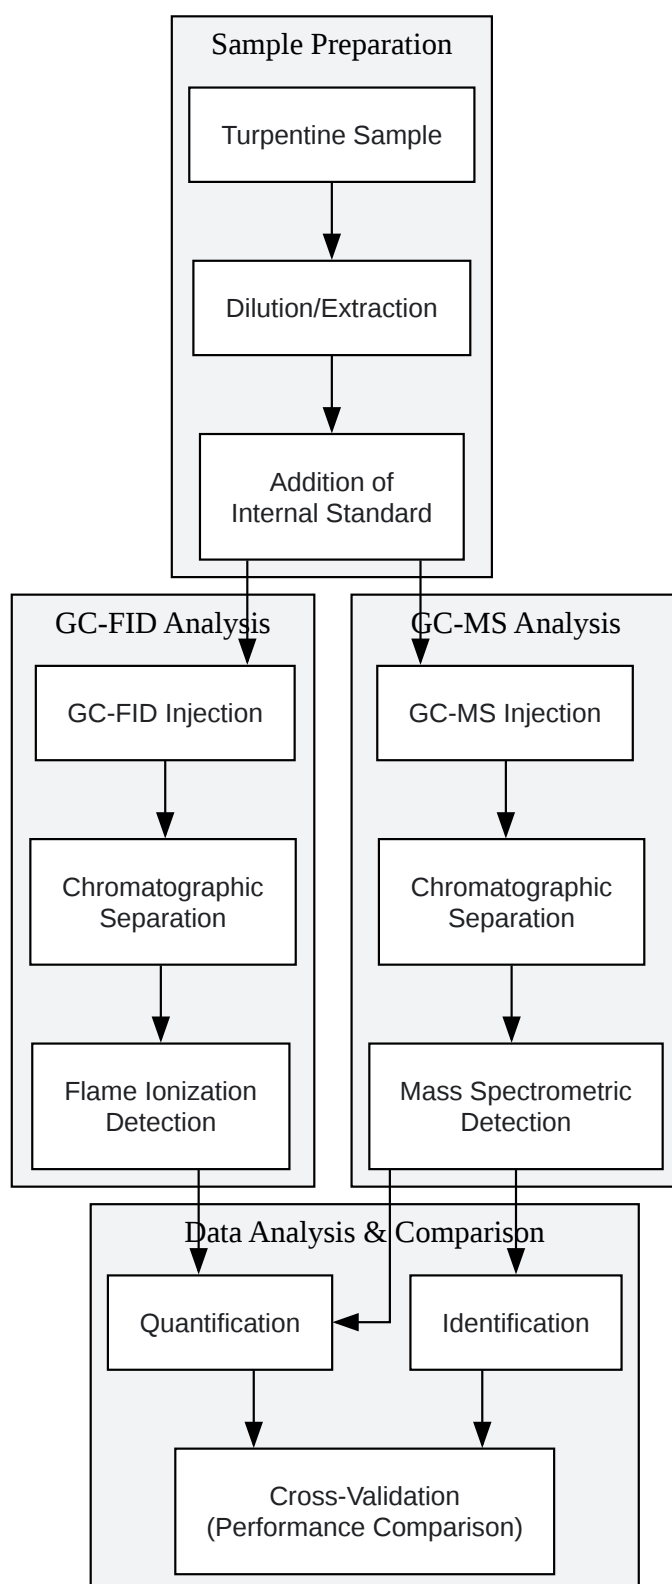 Sample Preparation
Turpentine Sample
Dilution/Extraction
Addition of
Internal Standard
GC-FID Analysis
GC-FID Injection
Chromatographic
Separation
Flame Ionization
Detection
GC-MS Analysis
GC-MS Injection
Chromatographic
Separation
Mass Spectrometric
Detection
Data Analysis & Comparison
Quantification
Identification
Cross-Validation
(Performance Comparison)